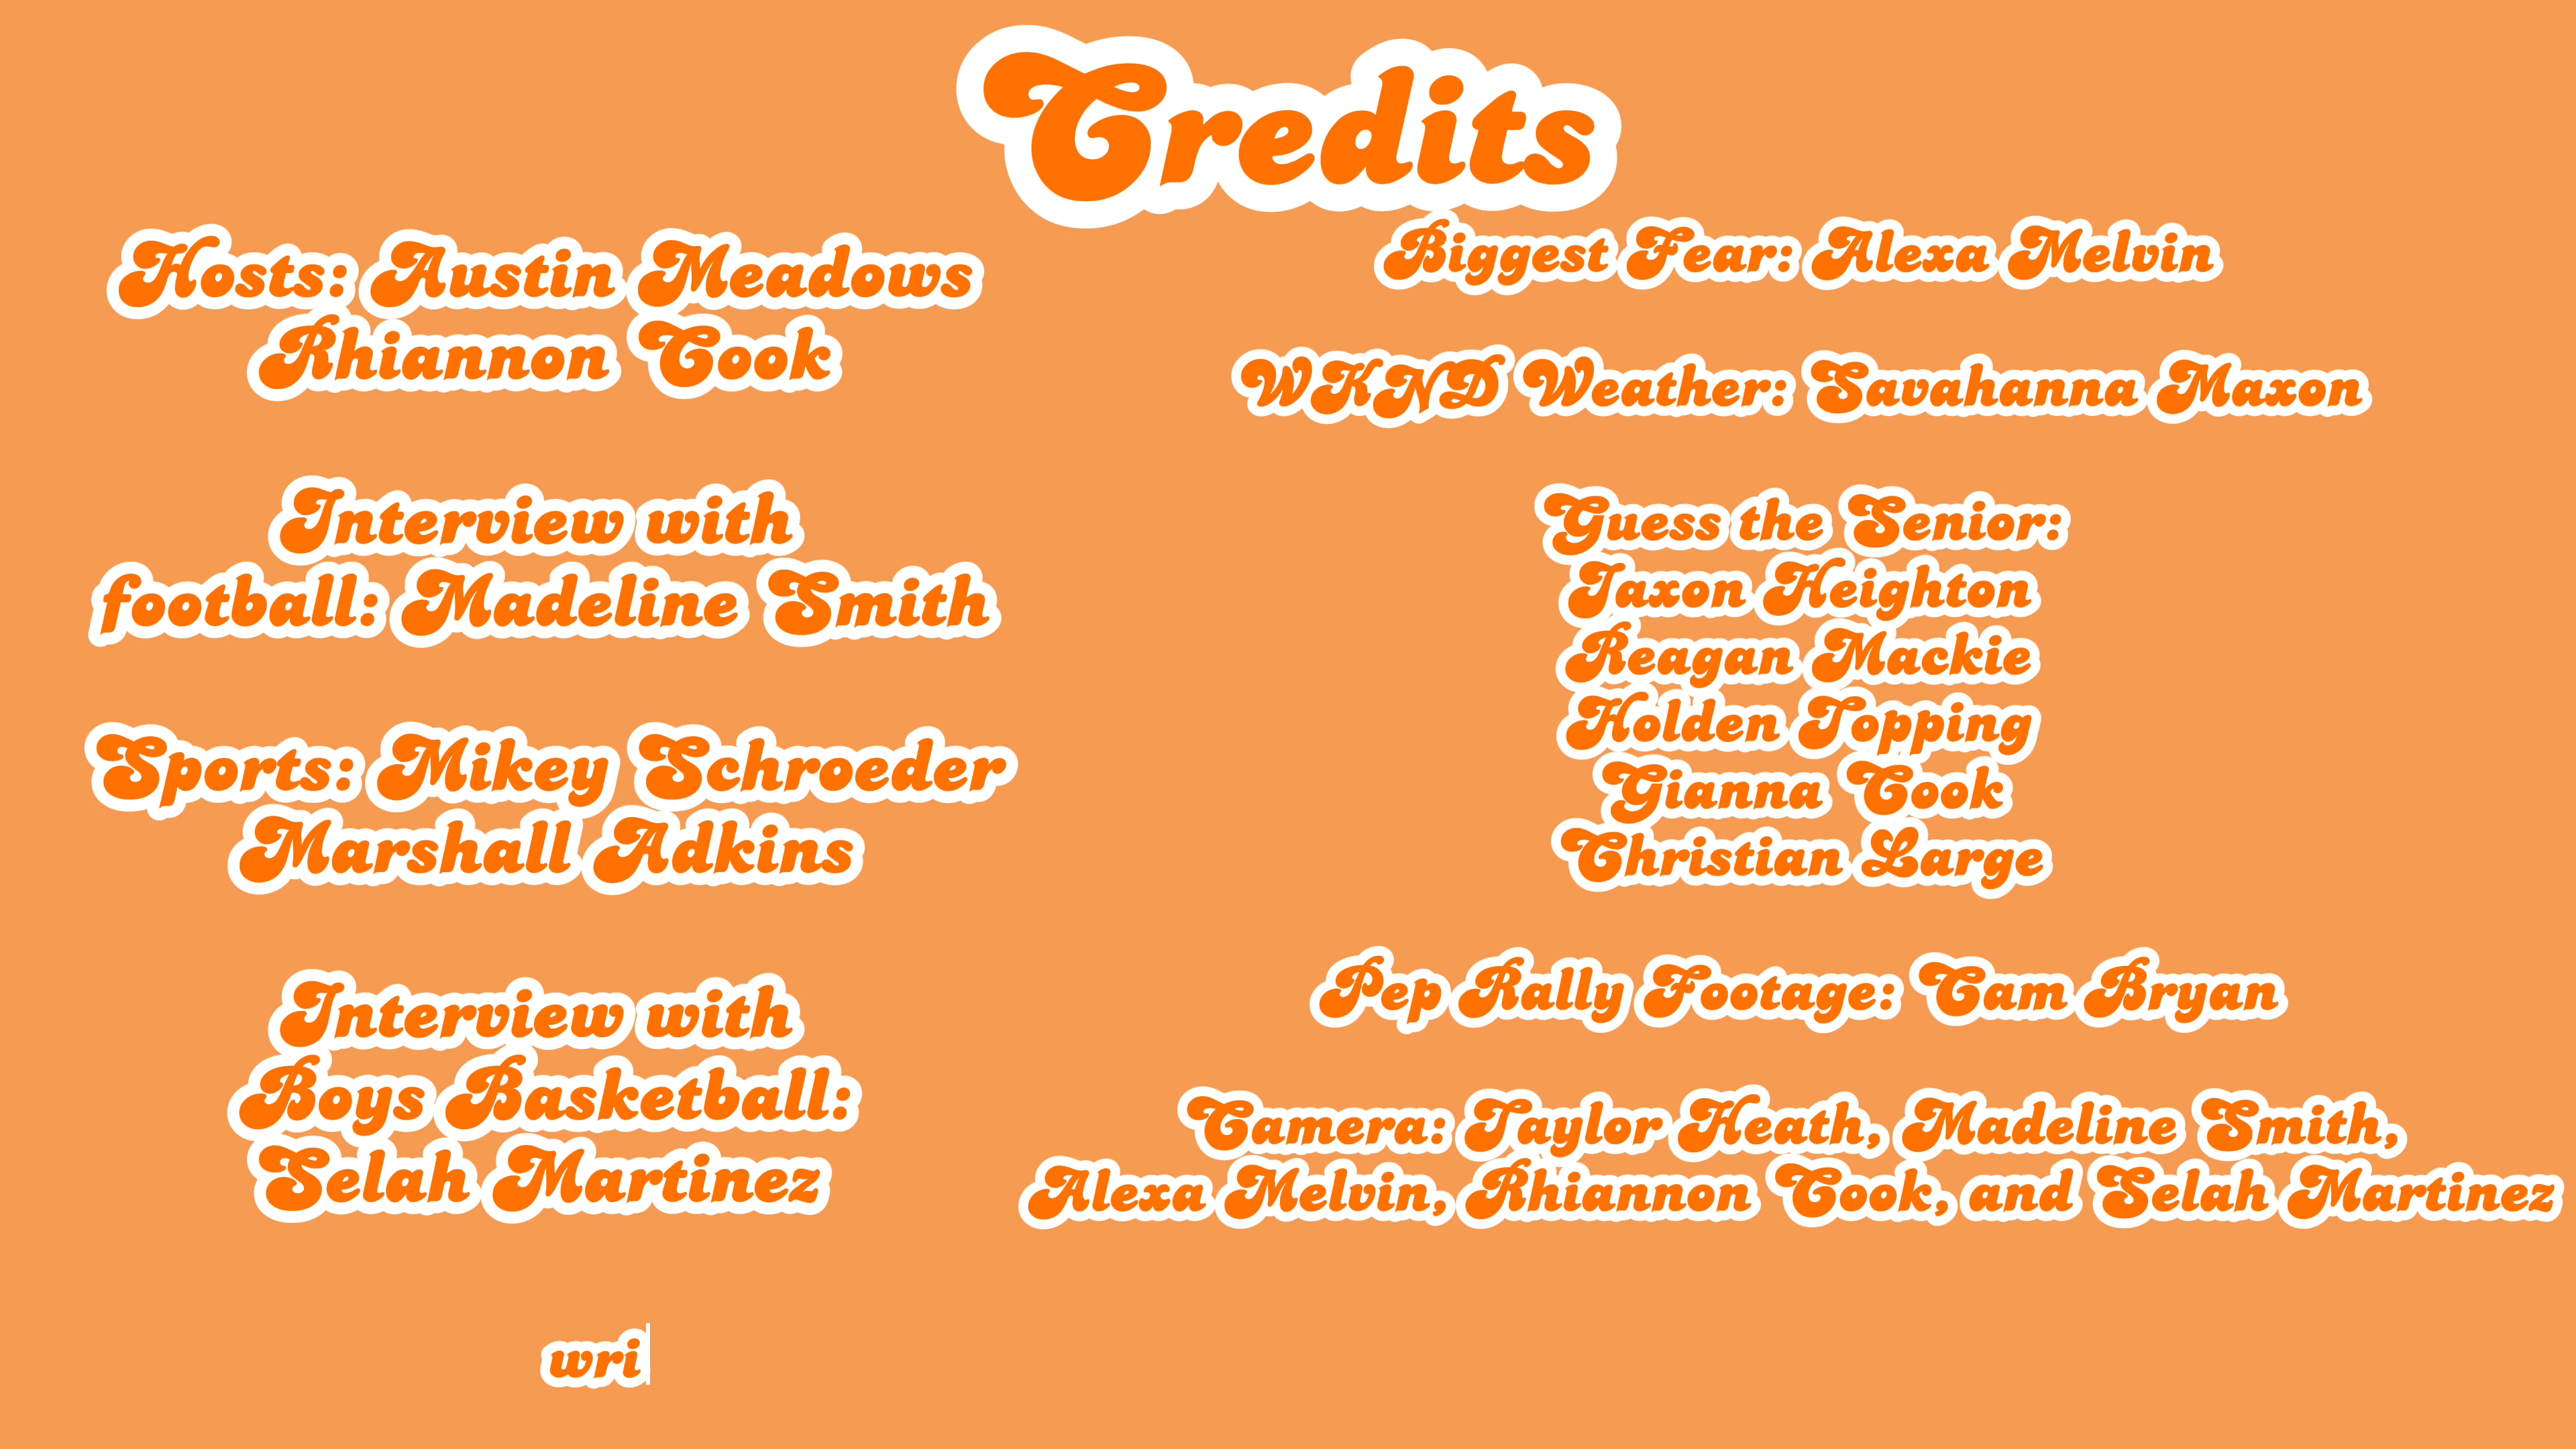 Credits
Hosts: Austin Meadows
Rhiannon Cook
Interview with
football: Madeline Smith
Sports: Mikey Schroeder
Marshall Adkins
Interview with
Boys Basketball:
Selah Martinez
wri
Biggest Fear: Alexa Melvin
WKND Weather: Savahanna Maxon
Guess the Senior:
Jaxon Heighton
Reagan Mackie
Holden Topping
Gianna Cook
Christian Large
Pep Rally Footage: Cam Bryan
Camera: Taylor Heath, Madeline Smith,
Alexa Melvin, Rhiannon Cook, and Selah Martinez